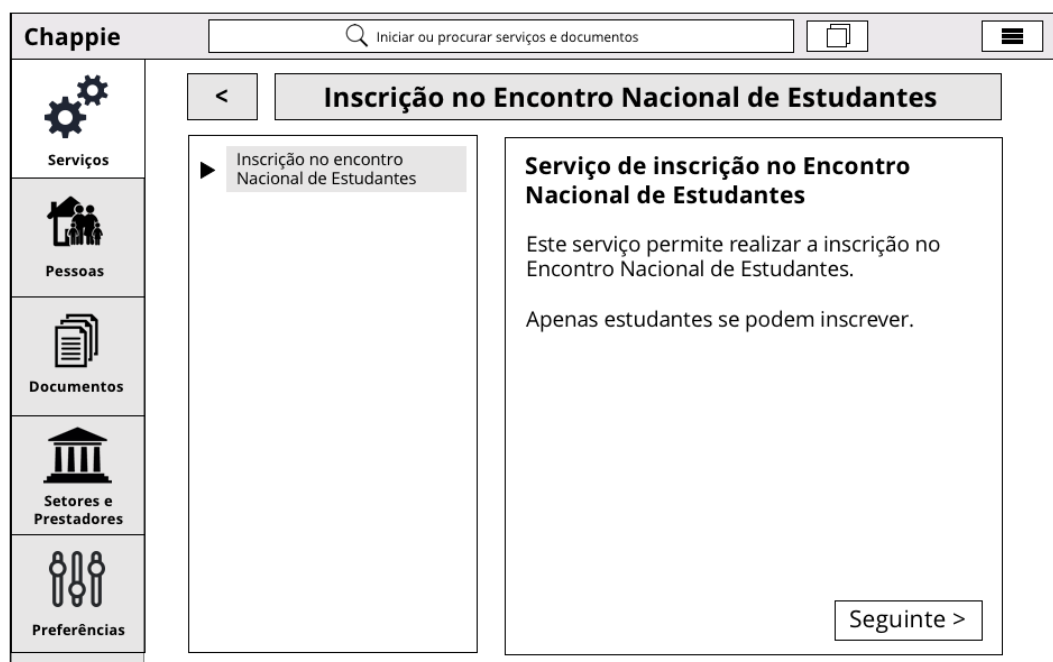 Chappie
Iniciar ou procurar serviços e documentos
Serviços
Pessoas
Documentos
Setores e
Prestadores
Preferências
<
Inscrição no Encontro Nacional de Estudantes
Inscrição no encontro
Nacional de Estudantes
Serviço de inscrição no Encontro
Nacional de Estudantes
Este serviço permite realizar a inscrição no
Encontro Nacional de Estudantes.
Apenas estudantes se podem inscrever.
Seguinte >